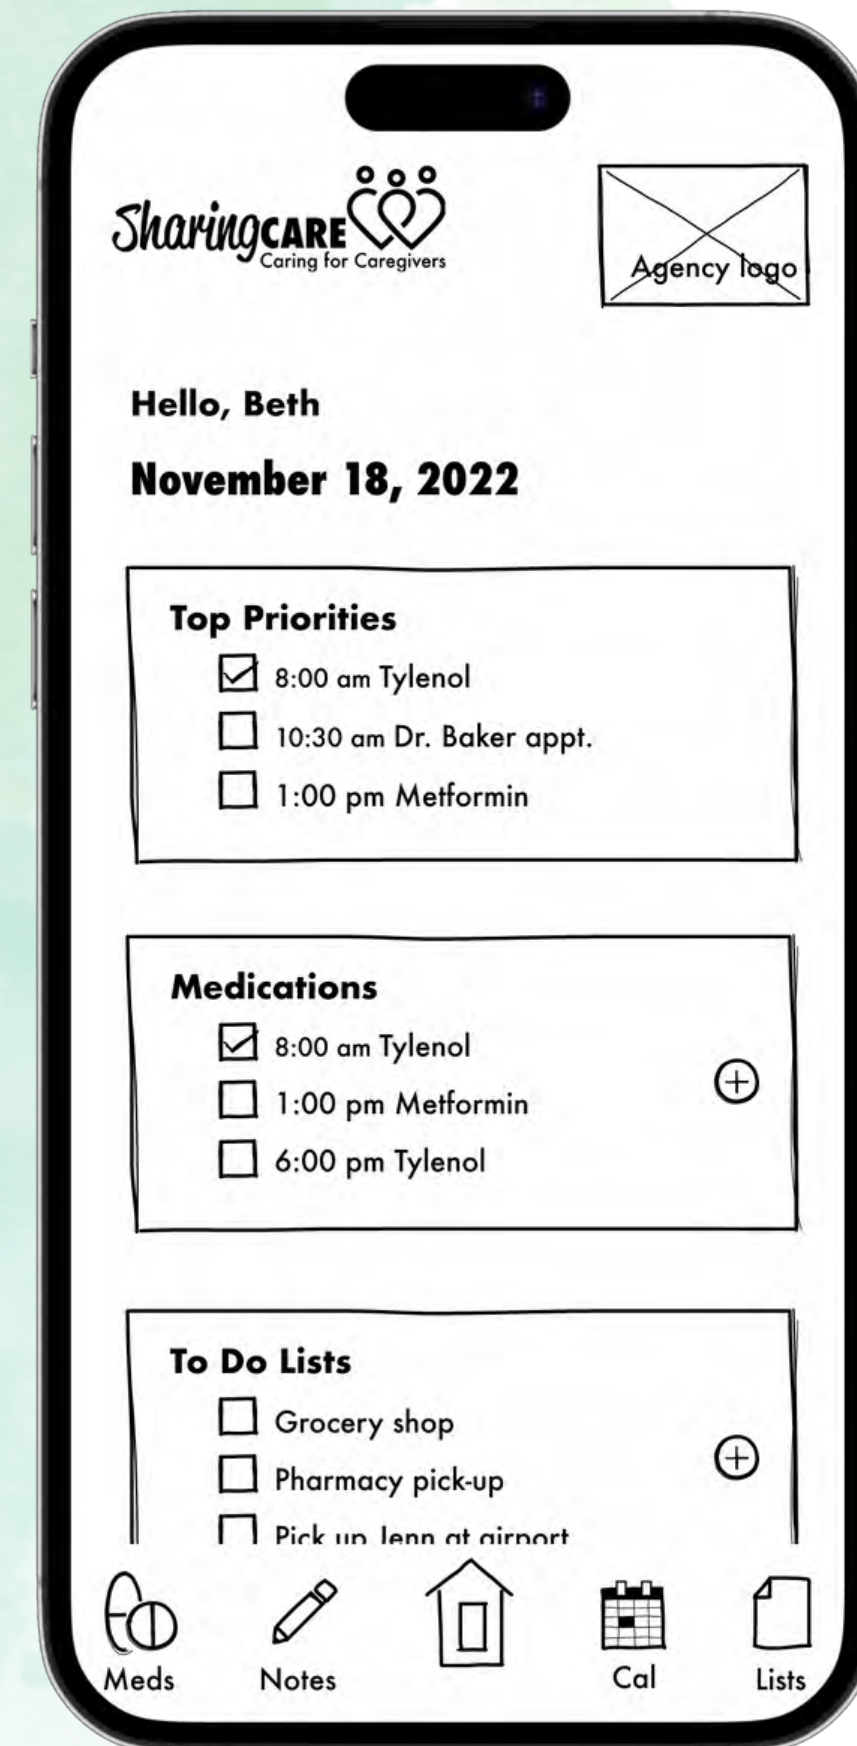 SharingCARE
Caring for Caregivers
Agency logo
Hello, Beth
November 18, 2022
Top Priorities
8:00 am Tylenol
10:30 am Dr. Baker appt.
1:00 pm Metformin
Medications
8:00 am Tylenol
1:00 pm Metformin
6:00 pm Tylenol
To Do Lists
Grocery shop
Pharmacy pick-up
Pick up Jenn at airport
Meds
Notes
Cal
Lists